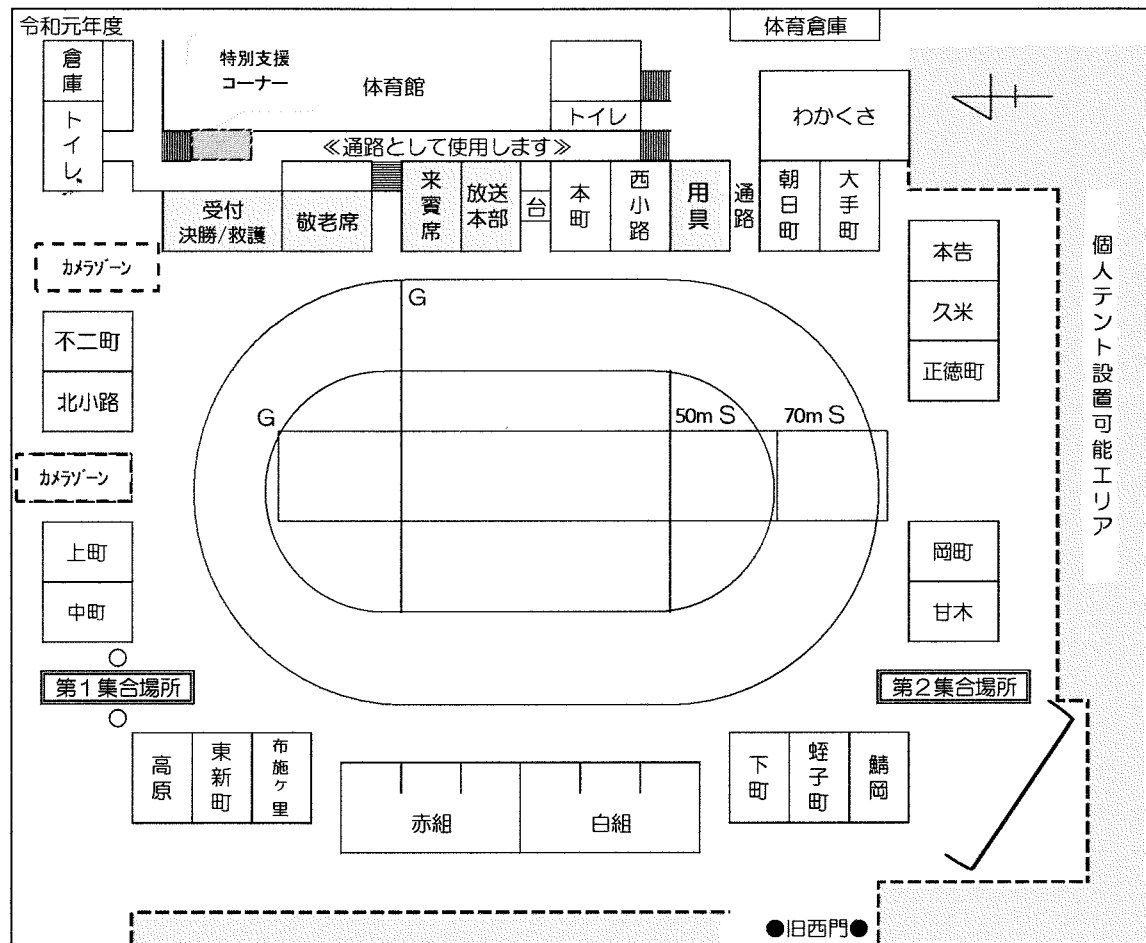 令和元年度
体育倉庫
倉庫
特別支援
コーナー
体育館
トイレ
トイレ
わかくさ
≪通路として使用します≫
受付
決勝/救護
敬老席
来賓席
放送
本部
台
本町
西小路
用具
通路
朝日町
大手町
カメラゾーン
本告
久米
正徳町
個人テント設置可能エリア
G
不二町
北小路
G
50m S
70m S
カメラゾーン
上町
中町
岡町
甘木
第1集合場所
第2集合場所
高原
東新町
布施ヶ里
赤組
白組
下町
蛭子町
鯖岡
●旧西門●